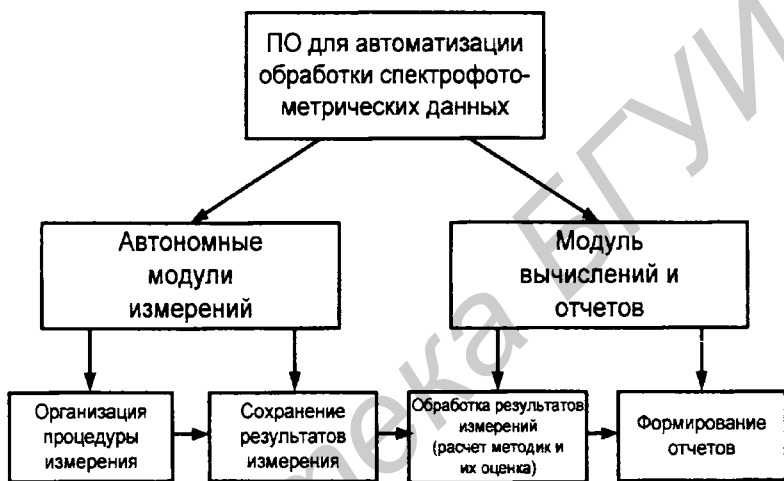 ПО для автоматизации
обработки спектрофото-
метрических данных
Автономные
модули
измерений
Модуль
вычислений и
отчетов
Организация
процедуры
измерения
Сохранение
результатов
измерения
Обработка результатов
измерений
(расчет методик и
их оценка)
Формирование
отчетов